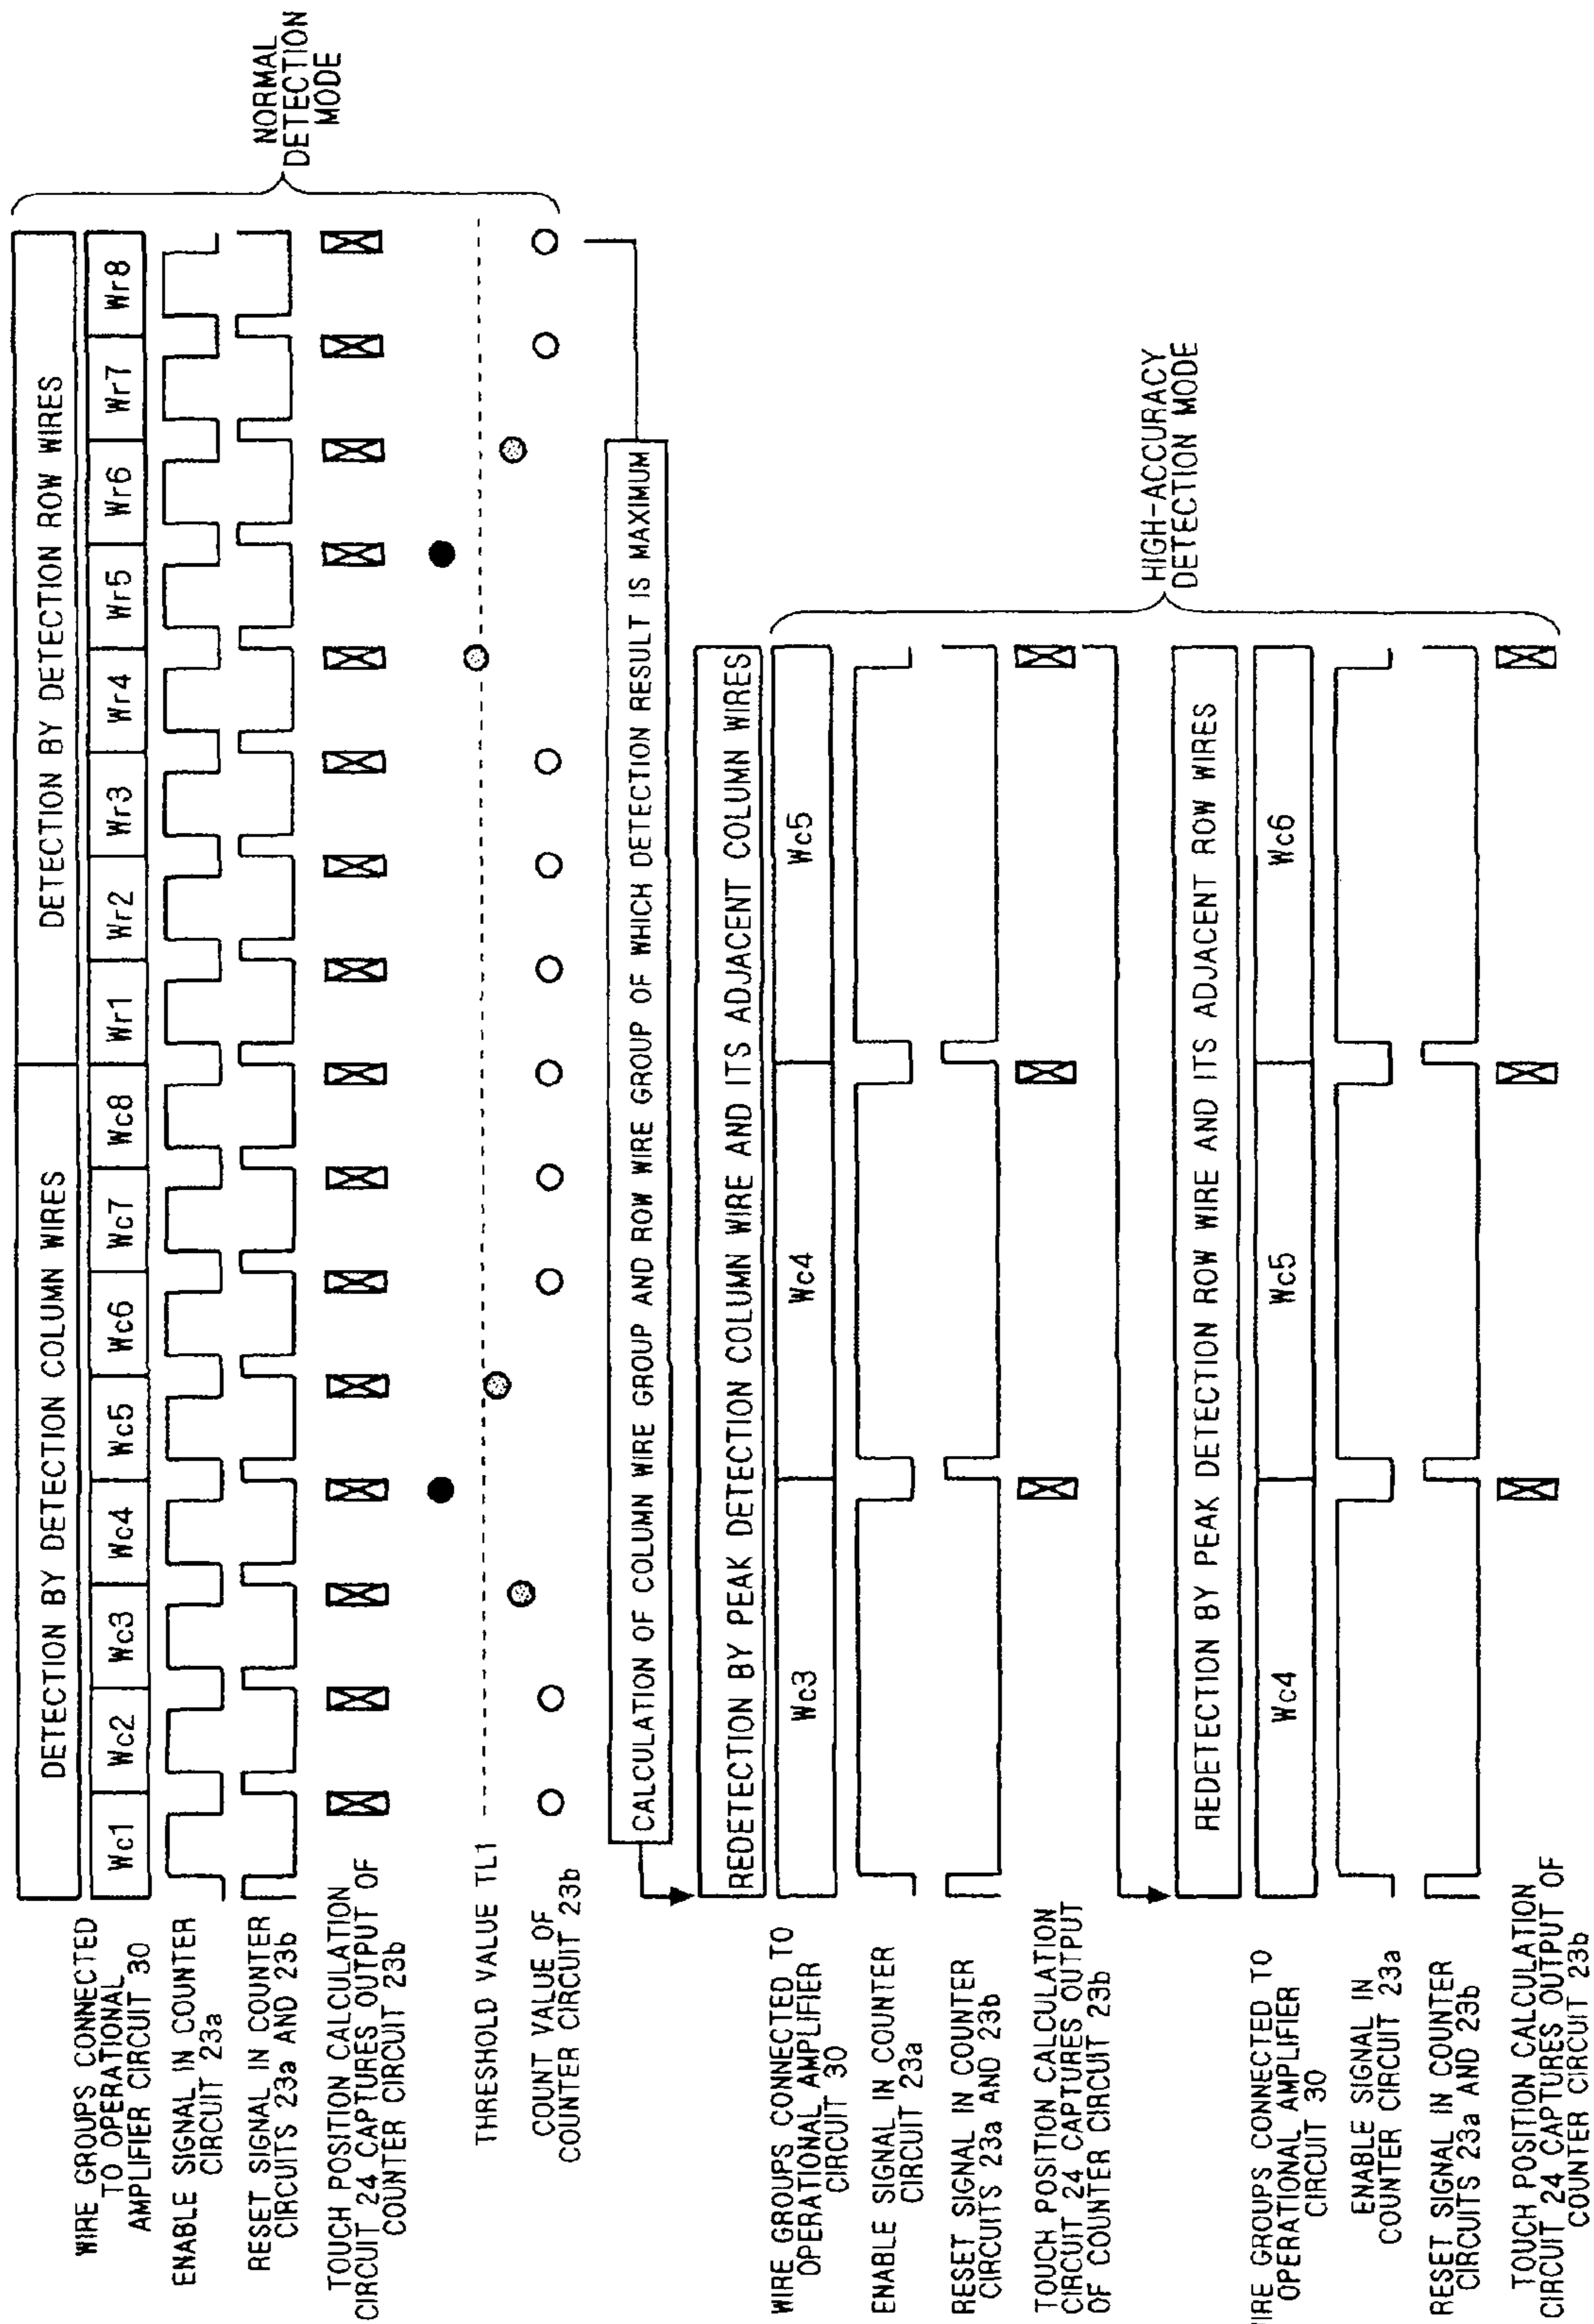 DETECTION BY DETECTION COLUMN WIRES
DETECTION BY DETECTION ROW WIRES
WIRE GROUPS CONNECTED
TO OPERATIONAL
AMPLIFIER CIRCUIT 30
Wc1
Wc2
Wc3
Wc4
Wc5
Wc6
Wc7
Wc8
Wr1
Wr2
Wr3
Wr4
Wr5
Wr6
Wr7
Wr8
ENABLE SIGNAL IN COUNTER
CIRCUIT 23a
RESET SIGNAL IN COUNTER
CIRCUITS 23a AND 23b
TOUCH POSITION CALCULATION
CIRCUIT 24 CAPTURES OUTPUT OF
COUNTER CIRCUIT 23b
THRESHOLD VALUE TL1
COUNT VALUE OF
COUNTER CIRCUIT 23b
NORMAL
DETECTION
MODE
CALCULATION OF COLUMN WIRE GROUP AND ROW WIRE GROUP OF WHICH DETECTION RESULT IS MAXIMUM
REDETECTION BY PEAK DETECTION COLUMN WIRE AND ITS ADJACENT COLUMN WIRES
WIRE GROUPS CONNECTED TO
OPERATIONAL AMPLIFIER
CIRCUIT 30
Wc3
Wc4
Wc5
ENABLE SIGNAL IN COUNTER
CIRCUIT 23a
RESET SIGNAL IN COUNTER
CIRCUITS 23a AND 23b
TOUCH POSITION CALCULATION
CIRCUIT 24 CAPTURES OUTPUT
OF COUNTER CIRCUIT 23b
HIGH-ACCURACY
DETECTION MODE
REDETECTION BY PEAK DETECTION ROW WIRE AND ITS ADJACENT ROW WIRES
IRE GROUPS CONNECTED TO
OPERATIONAL AMPLIFIER
CIRCUIT 30
Wc4
Wc5
Wc6
ENABLE SIGNAL IN
COUNTER CIRCUIT 23a
RESET SIGNAL IN COUNTER
CIRCUITS 23a AND 23b
TOUCH POSITION CALCULATION
CIRCUIT 24 CAPTURES OUTPUT OF
COUNTER CIRCUIT 23b